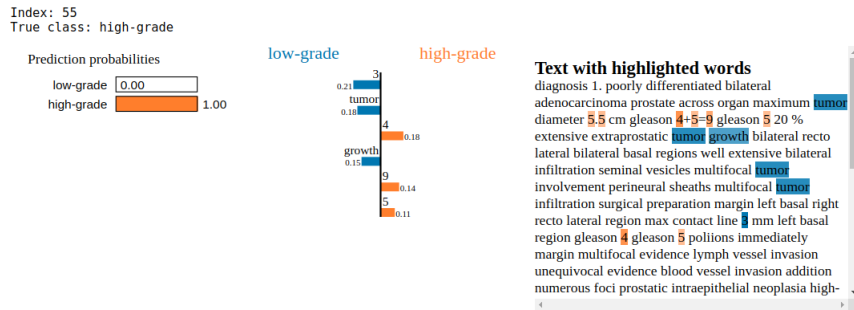 Index: 55
True class: high-grade
Prediction probabilities
low-grade 0.00
high-grade 1.00
low-grade high-grade
3
0.21
tumor
0.18
4
0.18
growth
0.15
9
0.14
5
0.11
Text with highlighted words
diagnosis 1. poorly differentiated bilateral
adenocarcinoma prostate across organ maximum tumor
diameter 5.5 cm gleason 4+5=9 gleason 5 20 %
extensive extraprostatic tumor growth bilateral recto
lateral bilateral basal regions well extensive bilateral
infiltration seminal vesicles multifocal tumor
involvement perineural sheaths multifocal tumor
infiltration surgical preparation margin left basal right
recto lateral region max contact line 3 mm left basal
region gleason 4 gleason 5 poliions immediately
margin multifocal evidence lymph vessel invasion
unequivocal evidence blood vessel invasion addition
numerous foci prostatic intraepithelial neoplasia high-